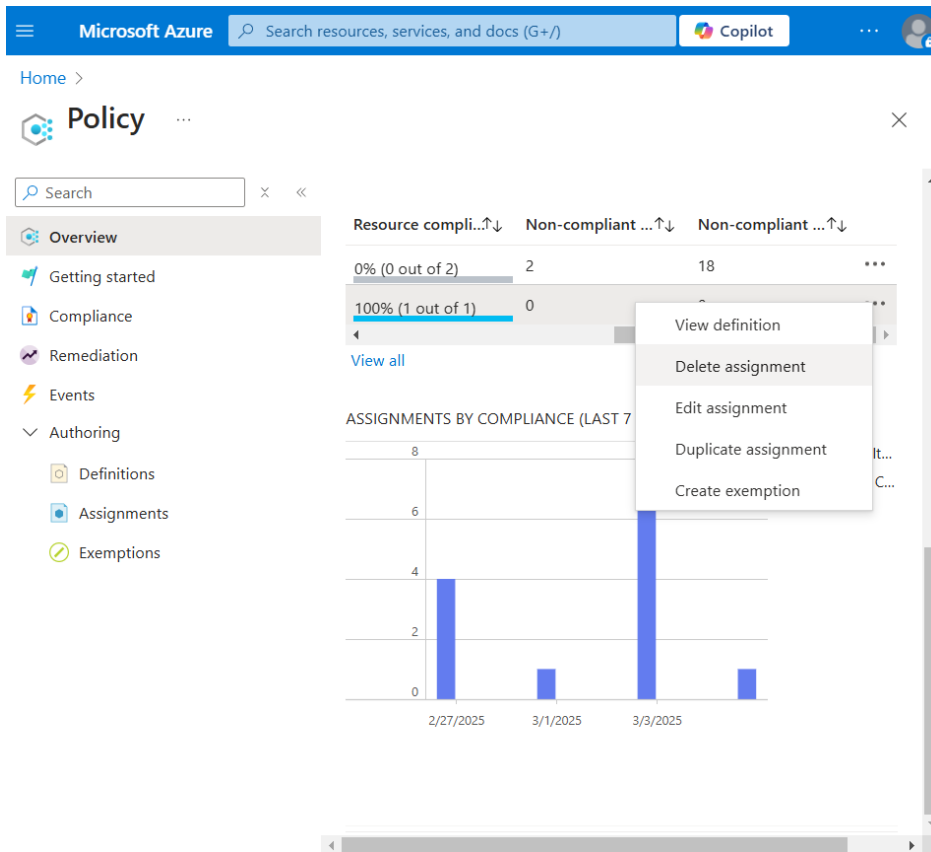 Microsoft Azure
Search resources, services, and docs (G+/)
Copilot
...
Home >
Policy
...
Search
Overview
Getting started
Compliance
Remediation
Events
Authoring
Definitions
Assignments
Exemptions
Resource compli...↑↓ Non-compliant ...↑↓ Non-compliant ...↑↓
0% (0 out of 2) 2 18 •••
100% (1 out of 1) 0
View all
View definition
Delete assignment
Edit assignment
Duplicate assignment
Create exemption
ASSIGNMENTS BY COMPLIANCE (LAST 7
lt...
C...
8
6
4
2
0
2/27/2025 3/1/2025 3/3/2025